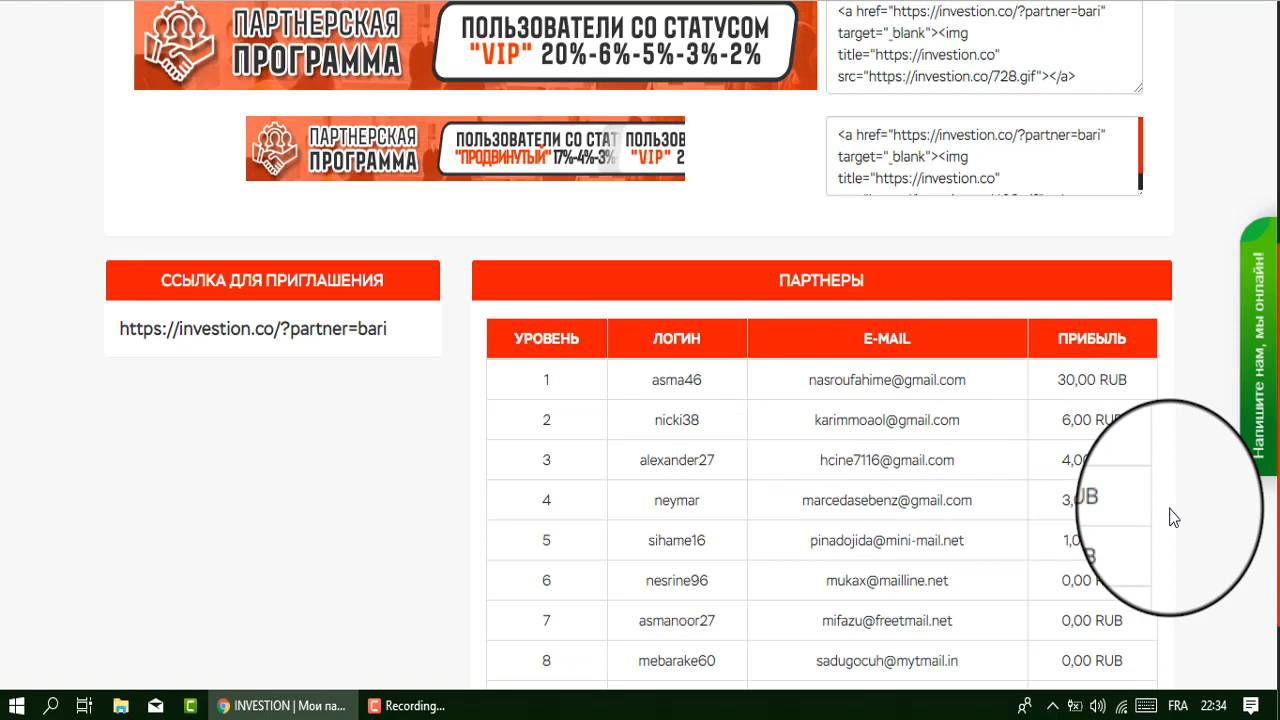 ПАРТНЕРСКАЯ
ПРОГРАММА
ПОЛЬЗОВАТЕЛИ СО СТАТУСОМ
"VIP" 20%-6%-5%-3%-2%
<a href="https://investion.co/?partner=bari"
target="_blank"><img
title="https://investion.co"
src="https://investion.co/728.gif"></a>
ПАРТНЕРСКАЯ
ПРОГРАММА
ПОЛЬЗОВАТЕЛИ СО СТАТ
"ПРОДВИНУТЫЙ" 17%-4%-3%
ПОЛЬЗОВ
"VIP" 2
<a href="https://investion.co/?partner=bari"
target="_blank"><img
title="https://investion.co"
ССЫЛКА ДЛЯ ПРИГЛАШЕНИЯ
https://investion.co/?partner=bari
ПАРТНЕРЫ
УРОВЕНЬ ЛОГИН E-MAIL ПРИБЫЛЬ
1 asma46 nasroufahime@gmail.com 30,00 RUB
2 nicki38 karimmoaol@gmail.com 6,00 RUB
3 alexander27 hcine7116@gmail.com 4,00
4 neymar marcedasebenz@gmail.com 3, UB
5 sihame16 pinadojida@mini-mail.net 1,0 B
6 nesrine96 mukax@mailline.net 0,00
7 asmanoor27 mifazu@freetmail.net 0,00 RUB
8 mebarake60 sadugocuh@mytmail.in 0,00 RUB
Напишите нам, мы онлайн!
INVESTION | Мои па...
Recording...
FRA
22:34